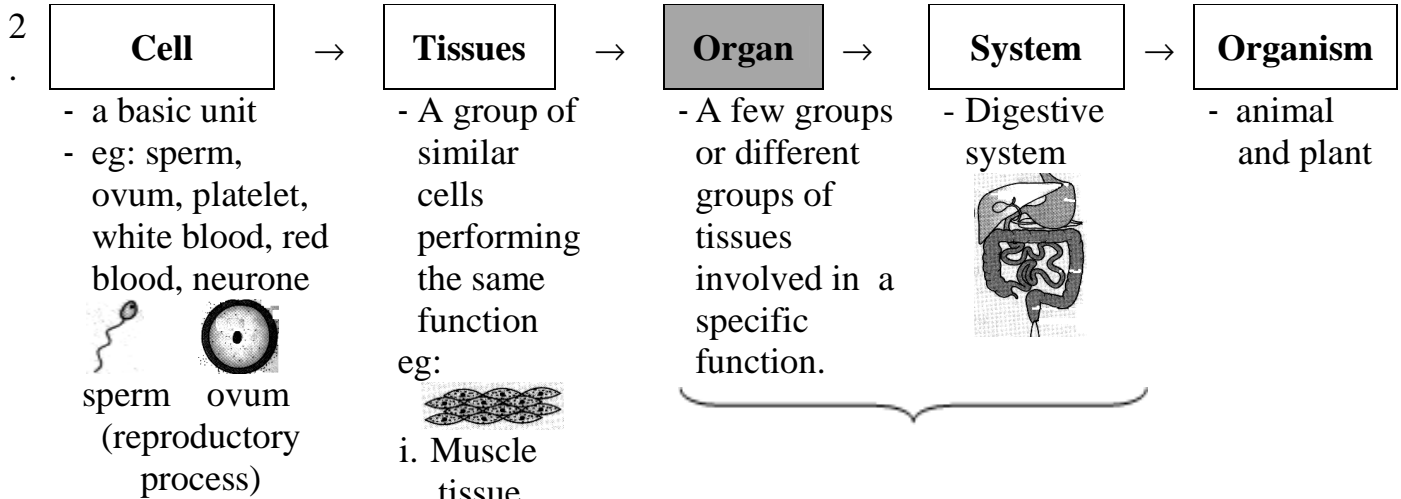 2
.
Cell → Tissues → Organ → System → Organism
- a basic unit
- eg: sperm,
ovum, platelet,
white blood, red
blood, neurone
sperm ovum
(reproductory
process)
- A group of
similar
cells
performing
the same
function
eg:
i. Muscle
tissue
- A few groups
or different
groups of
tissues
involved in a
specific
function.
- Digestive
system
- animal
and plant